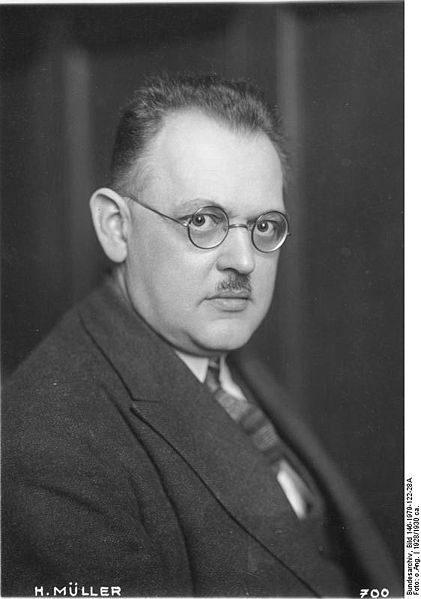 H. MÜLLER
700
Bundesarchiv, Bild 146-1979-122-28A
Foto: o.Ang. | 1928/1930 ca.